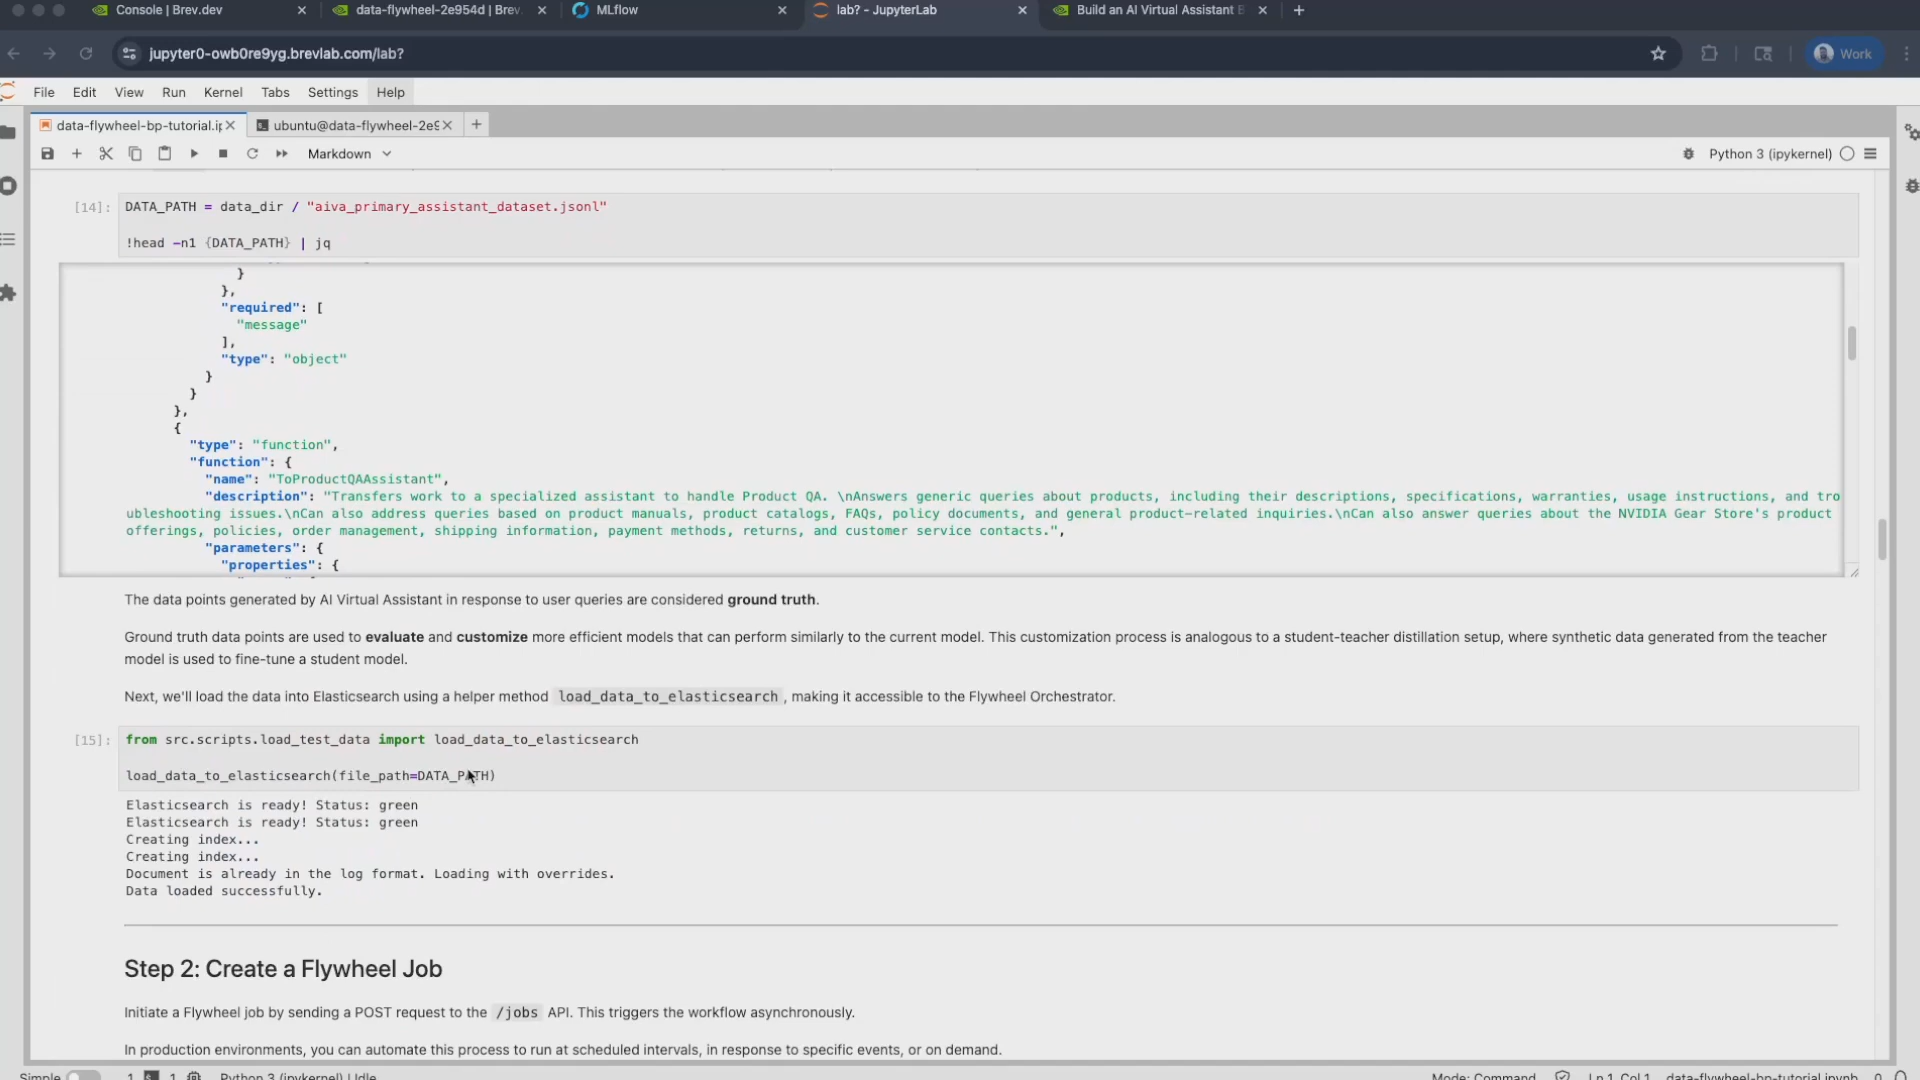 Console | Brev.dev
data-flywheel-2e954d | Brev.
MLflow
lab? - JupyterLab
Build an AI Virtual Assistant B
jupyter0-owb0re9yg.brevlab.com/lab?
Work
File Edit View Run Kernel Tabs Settings Help
data-flywheel-bp-tutorial.ip
ubuntu@data-flywheel-2e9
Markdown
Python 3 (ipykernel)
[14]:
DATA_PATH = data_dir / "aiva_primary_assistant_dataset.jsonl"
!head -n1 {DATA_PATH} | jq
}
},
"required": [
"message"
],
"type": "object"
}
}
},
{
"type": "function",
"function": {
"name": "ToProductQAAssistant",
"description": "Transfers work to a specialized assistant to handle Product QA. \nAnswers generic queries about products, including their descriptions, specifications, warranties, usage instructions, and tro
ubleshooting issues.\nCan also address queries based on product manuals, product catalogs, FAQs, policy documents, and general product-related inquiries.\nCan also answer queries about the NVIDIA Gear Store's product
offerings, policies, order management, shipping information, payment methods, returns, and customer service contacts.",
"parameters": {
"properties": {
The data points generated by AI Virtual Assistant in response to user queries are considered ground truth.
Ground truth data points are used to evaluate and customize more efficient models that can perform similarly to the current model. This customization process is analogous to a student-teacher distillation setup, where synthetic data generated from the teacher
model is used to fine-tune a student model.
Next, we'll load the data into Elasticsearch using a helper method load_data_to_elasticsearch, making it accessible to the Flywheel Orchestrator.
[15]:
from src.scripts.load_test_data import load_data_to_elasticsearch
load_data_to_elasticsearch(file_path=DATA_PATH)
Elasticsearch is ready! Status: green
Elasticsearch is ready! Status: green
Creating index...
Creating index...
Document is already in the log format. Loading with overrides.
Data loaded successfully.
Step 2: Create a Flywheel Job
Initiate a Flywheel job by sending a POST request to the /jobs API. This triggers the workflow asynchronously.
In production environments, you can automate this process to run at scheduled intervals, in response to specific events, or on demand.
Simple 1 1 Python 3 (ipykernel) | Idle Mode: Command Ln 1, Col 1 data-flywheel-bp-tutorial.ipynb 0